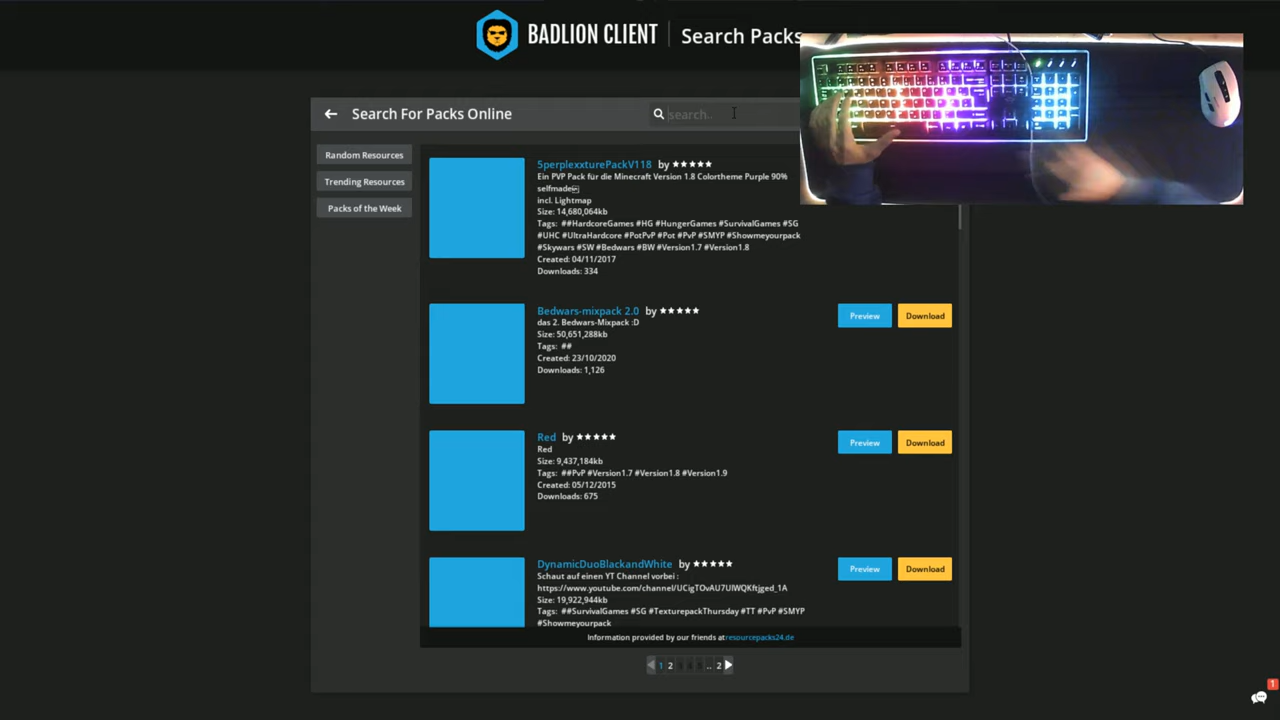 BADLION CLIENT Search Packs
Search For Packs Online
search..
Random Resources
Trending Resources
Packs of the Week
5perplexxturePackV118 by ★★★★★
Ein PVP Pack für die Minecraft Version 1.8 Colortheme Purple 90%
selfmade
incl. Lightmap
Size: 14,680,064kb
Tags: ##HardcoreGames #HG #HungerGames #SurvivalGames #SG
#UHC #UltraHardcore #PotPvP #Pot #PvP #SMYP #Showmeyourpack
#Skywars #SW #Bedwars #BW #Version1.7 #Version1.8
Created: 04/11/2017
Downloads: 334
Bedwars-mixpack 2.0 by ★★★★★
das 2. Bedwars-Mixpack :D
Size: 50,651,288kb
Tags: ##
Created: 23/10/2020
Downloads: 1,126
Preview
Download
Red by ★★★★★
Red
Size: 9,437,184kb
Tags: ##PvP #Version1.7 #Version1.8 #Version1.9
Created: 05/12/2015
Downloads: 675
Preview
Download
DynamicDuoBlackandWhite by ★★★★★
Schaut auf einen YT Channel vorbei :
Size: 19,922,944kb
Tags: ##SurvivalGames #SG #TexturepackThursday #TT #PvP #SMYP
#Showmeyourpack
Preview
Download
Information provided by our friends at resourcepacks24.de
1 2 3 4 5 .. 2
1